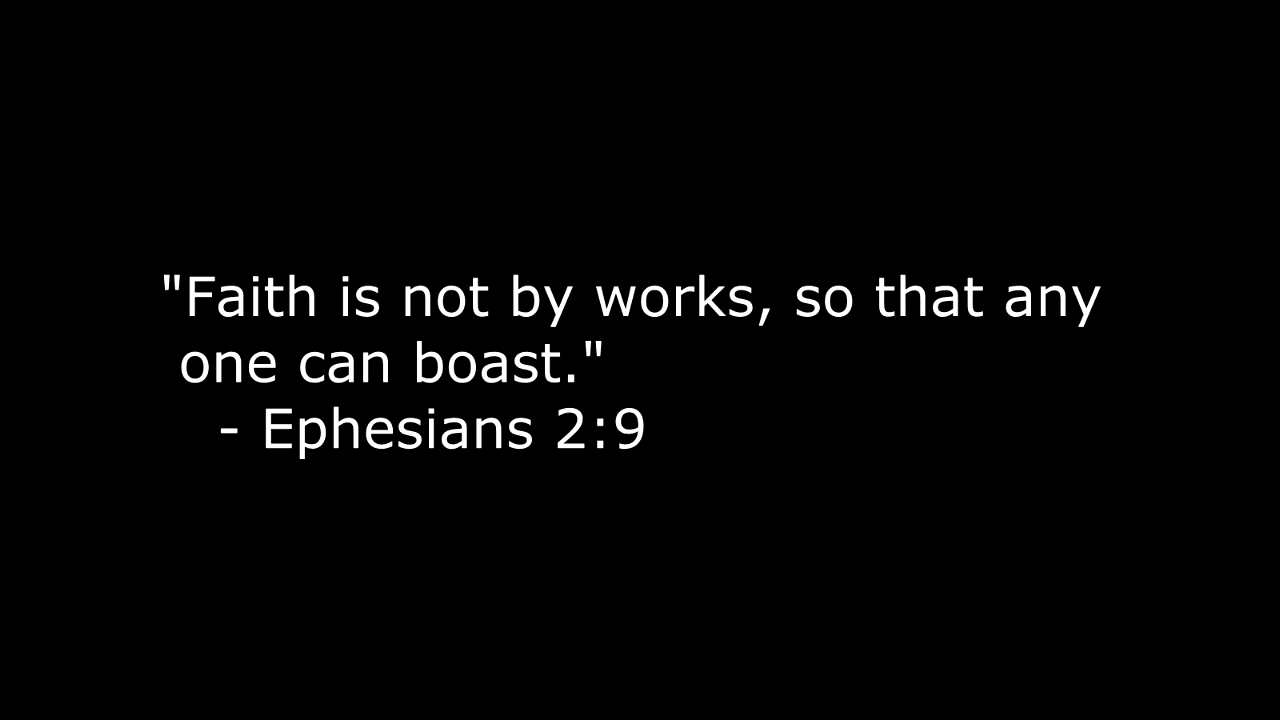 "Faith is not by works, so that any
one can boast."
- Ephesians 2:9